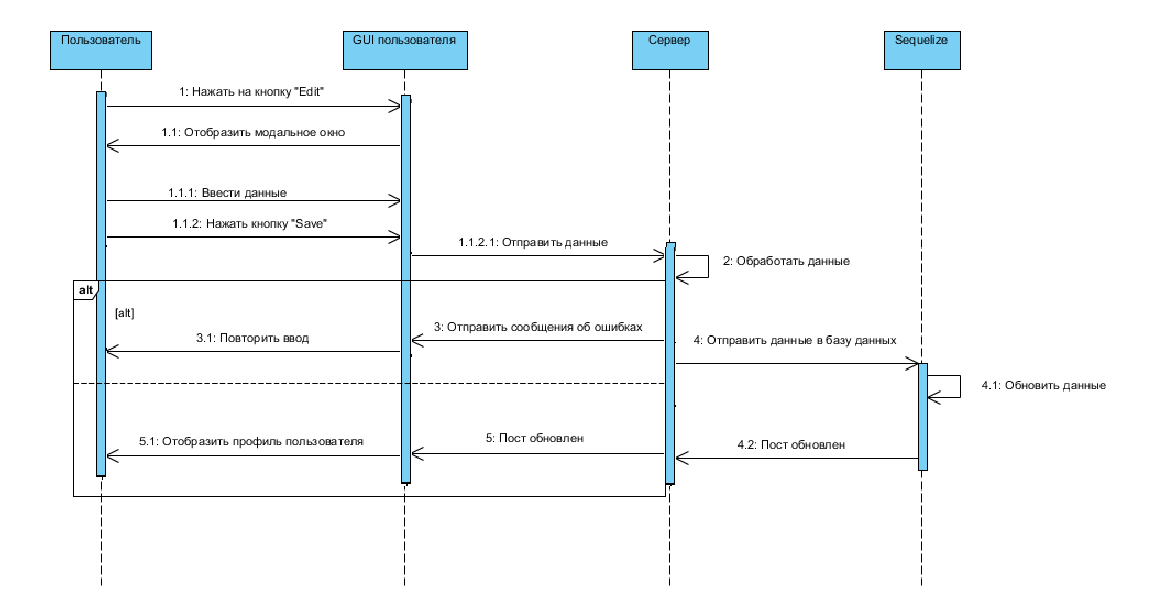 Пользователь
GUI пользователя
Сервер
Sequelize
1: Нажать на кнопку "Edit"
1.1: Отобразить модальное окно
1.1.1: Ввести данные
1.1.2: Нажать кнопку "Save"
1.1.2.1: Отправить данные
2: Обработать данные
alt
[alt]
3: Отправить сообщения об ошибках
3.1: Повторить ввод
4: Отправить данные в базу данных
4.1: Обновить данные
5.1: Отобразить профиль пользователя
5: Пост обновлен
4.2: Пост обновлен